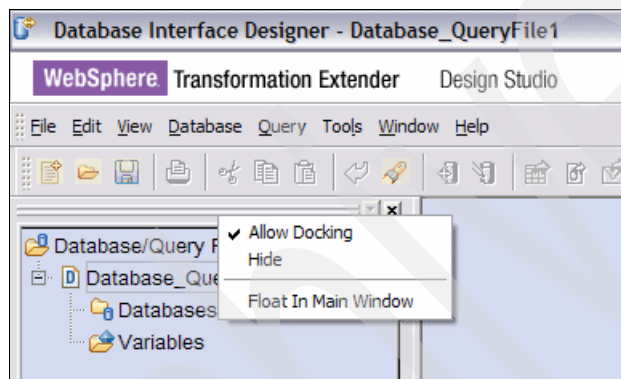 Database Interface Designer - Database_QueryFile1
WebSphere. Transformation Extender Design Studio
File Edit View Database Query Tools Window Help
Database/Query F
Allow Docking
Hide
D Database_Que
Float In Main Window
Databases
Variables